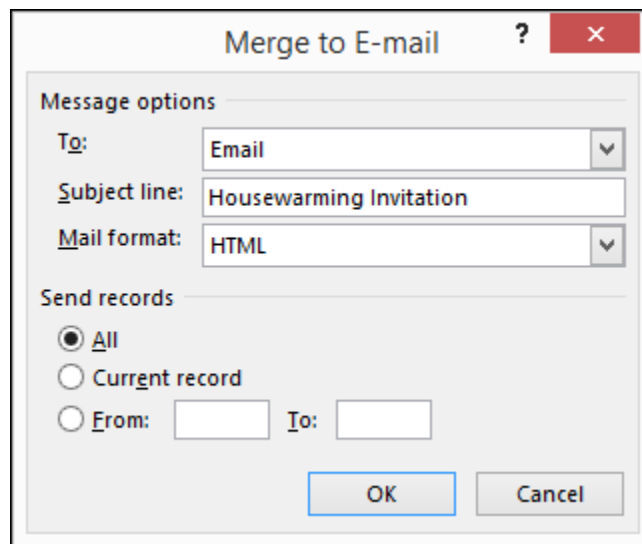 Merge to E-mail ? ×
Message options
To: Email
Subject line: Housewarming Invitation
Mail format: HTML
Send records
All
Current record
From: To:
OK Cancel